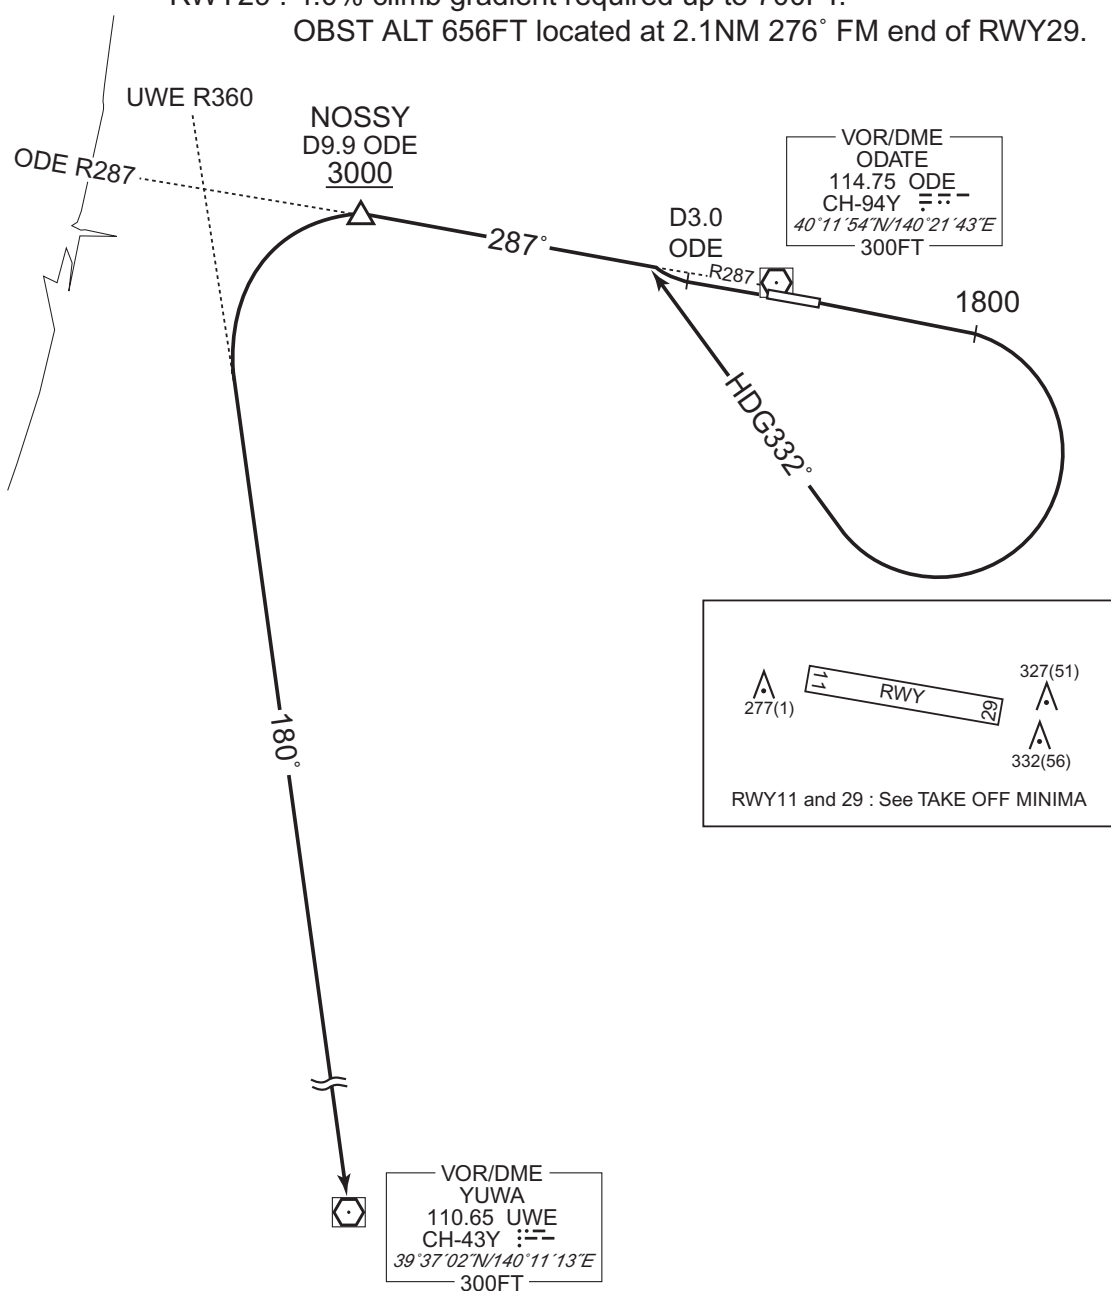 OBST ALT 656FT located at 2.1NM 276° FM end of RWY29.
UWE R360
NOSSY
D9.9 ODE
3000
ODE R287
VOR/DME
ODATE
114.75 ODE
CH-94Y
40°11´54˝N/140°21´43˝E
300FT
D3.0
ODE
287°
R287
1800
HDG332°
11
RWY
29
277(1)
327(51)
332(56)
RWY11 and 29 : See TAKE OFF MINIMA
180°
VOR/DME
YUWA
110.65 UWE
CH-43Y
39°37´02˝N/140°11´13˝E
300FT